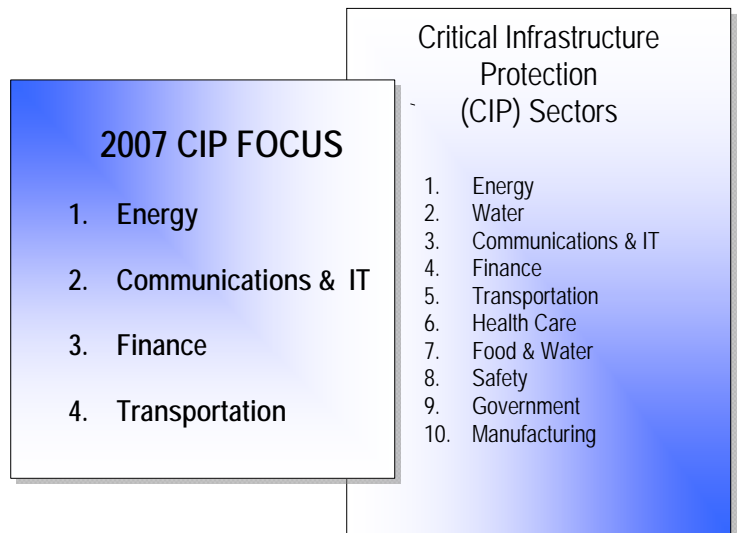 2007 CIP FOCUS
1. Energy
2. Communications & IT
3. Finance
4. Transportation
Critical Infrastructure
Protection
(CIP) Sectors
1. Energy
2. Water
3. Communications & IT
4. Finance
5. Transportation
6. Health Care
7. Food & Water
8. Safety
9. Government
10. Manufacturing